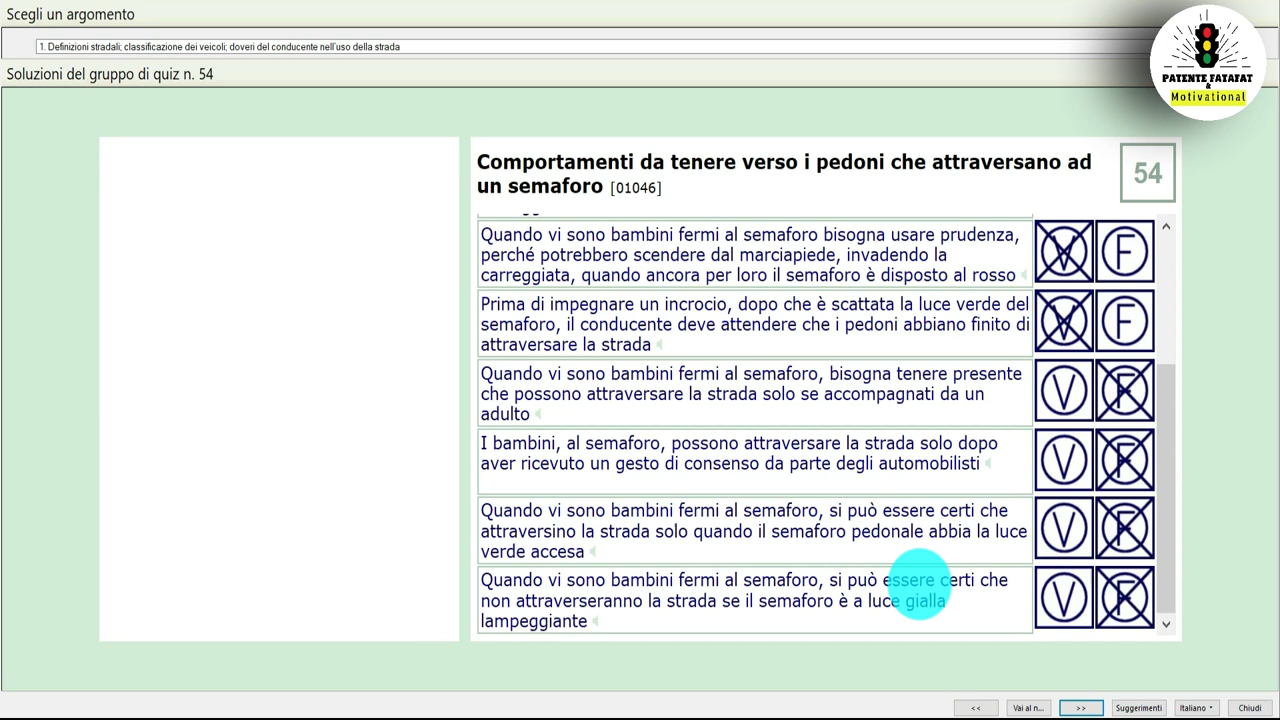 Scegli un argomento
1. Definizioni stradali; classificazione dei veicoli; doveri del conducente nell'uso della strada
Soluzioni del gruppo di quiz n. 54
PATENTE FATAFAT
&
Motivational
Comportamenti da tenere verso i pedoni che attraversano ad
un semaforo [01046]
54
Quando vi sono bambini fermi al semaforo bisogna usare prudenza,
perché potrebbero scendere dal marciapiede, invadendo la
carreggiata, quando ancora per loro il semaforo è disposto al rosso
V F
Prima di impegnare un incrocio, dopo che è scattata la luce verde del
semaforo, il conducente deve attendere che i pedoni abbiano finito di
attraversare la strada
V F
Quando vi sono bambini fermi al semaforo, bisogna tenere presente
che possono attraversare la strada solo se accompagnati da un
adulto
V F
I bambini, al semaforo, possono attraversare la strada solo dopo
aver ricevuto un gesto di consenso da parte degli automobilisti
V F
Quando vi sono bambini fermi al semaforo, si può essere certi che
attraversino la strada solo quando il semaforo pedonale abbia la luce
verde accesa
V F
Quando vi sono bambini fermi al semaforo, si può essere certi che
non attraverseranno la strada se il semaforo è a luce gialla
lampeggiante
V F
<< Vai al n... >> Suggerimenti Italiano Chiudi